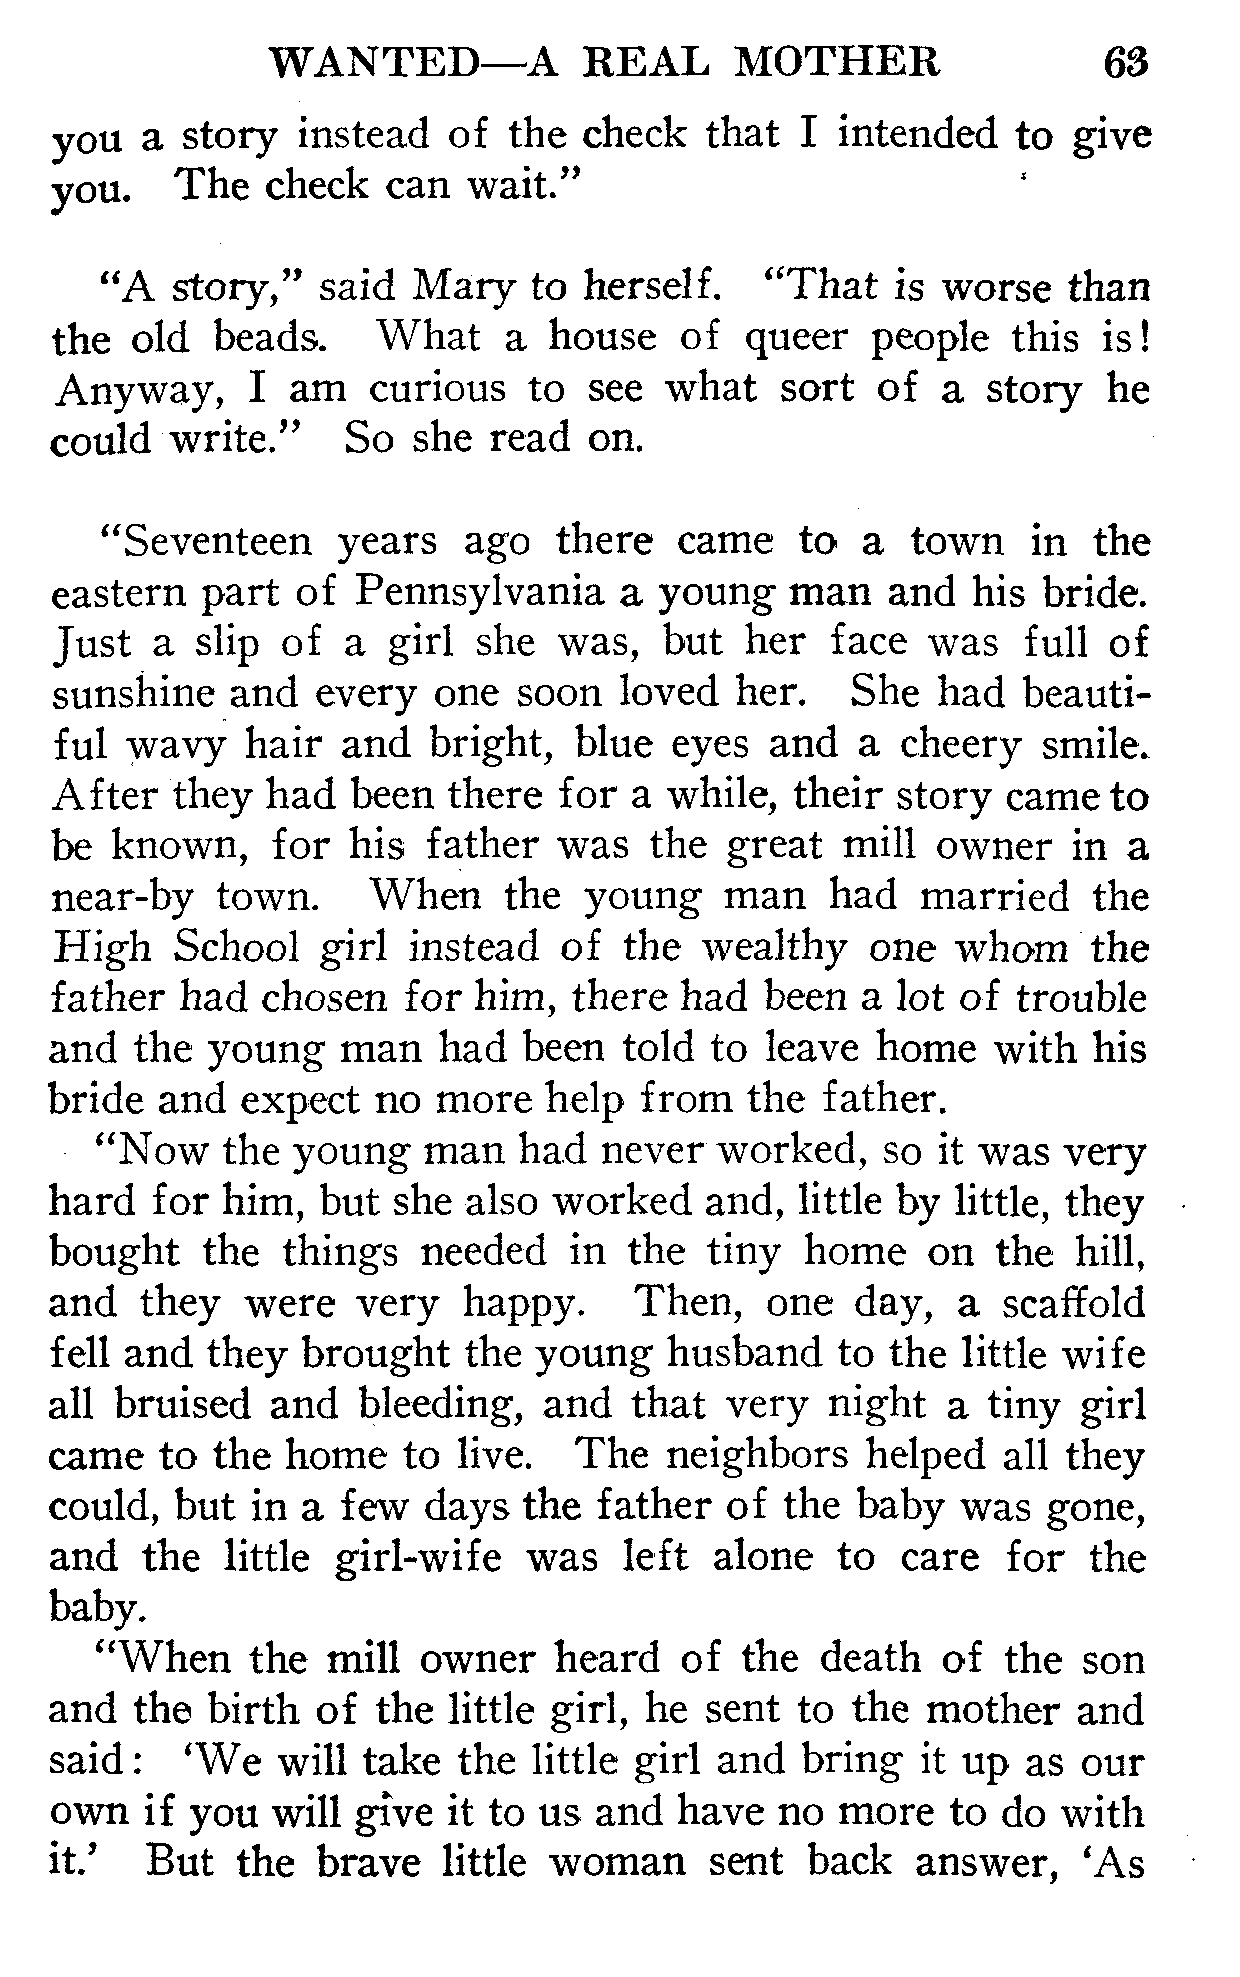 WANTED—A REAL MOTHER 63
you a story instead of the check that I intended to give
you. The check can wait.”
“A story,” said Mary to herself. “That is worse than
the old beads. What a house of queer people this is!
Anyway, I am curious to see what sort of a story he
could write.” So she read on.
“Seventeen years ago there came to a town in the
eastern part of Pennsylvania a young man and his bride.
Just a slip of a girl she was, but her face was full of
sunshine and every one soon loved her. She had beauti-
ful wavy hair and bright, blue eyes and a cheery smile.
After they had been there for a while, their story came to
be known, for his father was the great mill owner in a
near-by town. When the young man had married the
High School girl instead of the wealthy one whom the
father had chosen for him, there had been a lot of trouble
and the young man had been told to leave home with his
bride and expect no more help from the father.
“Now the young man had never worked, so it was very
hard for him, but she also worked and, little by little, they
bought the things needed in the tiny home on the hill,
and they were very happy. Then, one day, a scaffold
fell and they brought the young husband to the little wife
all bruised and bleeding, and that very night a tiny girl
came to the home to live. The neighbors helped all they
could, but in a few days the father of the baby was gone,
and the little girl-wife was left alone to care for the
baby.
“When the mill owner heard of the death of the son
and the birth of the little girl, he sent to the mother and
said: ‘We will take the little girl and bring it up as our
own if you will give it to us and have no more to do with
it.’ But the brave little woman sent back answer, ‘As